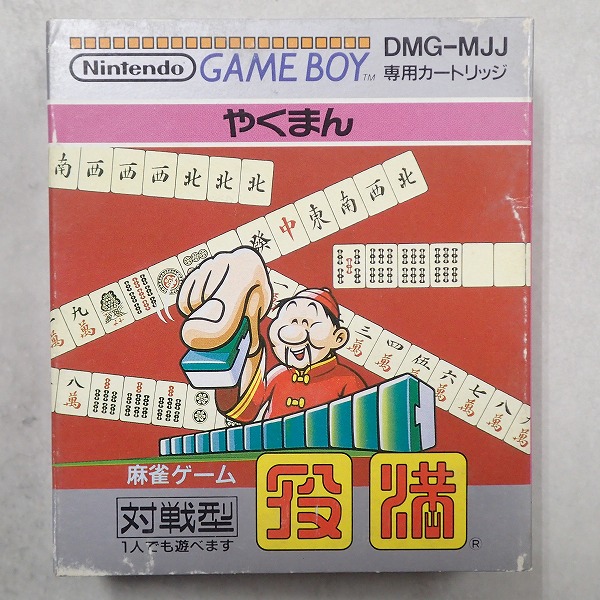 Nintendo GAME BOY TM
DMG-MJJ
専用カートリッジ
やくまん
南 西 西 西 北 北 北
發 中 東 南 西 北
九萬
三萬 四萬 伍萬 六萬 七萬 八萬
八萬
麻雀ゲーム
役満®
対戦型
1人でも遊べます